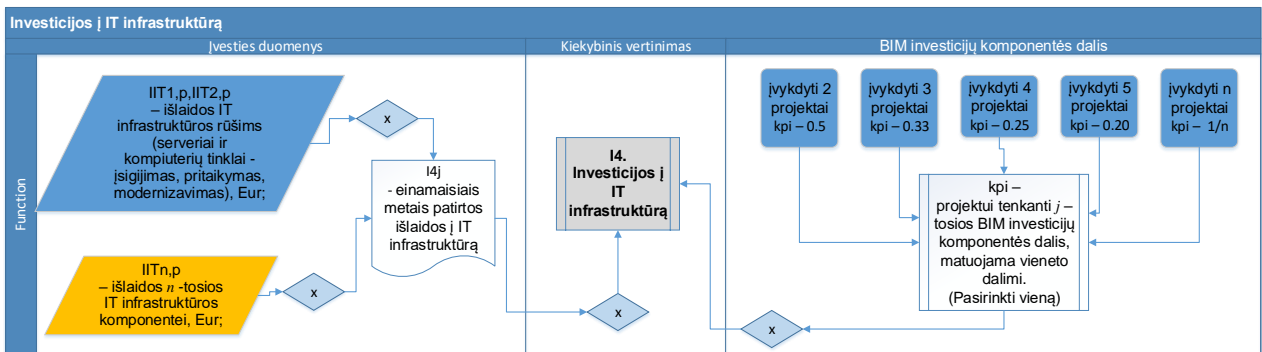 Investicijos į IT infrastruktūrą
Įvesties duomenys
Kiekybinis vertinimas
BIM investicijų komponentės dalis
Function
IIT1,p,IIT2,p
– išlaidos IT
infrastruktūros rūšims
(serveriai ir
kompiuterių tinklai -
įsigijimas, pritaikymas,
modernizavimas), Eur;
x
I4j
- einamaisiais
metais patirtos
išlaidos į IT
infrastruktūrą
IITn,p
– išlaidos n -tosios
IT infrastruktūros
komponentei, Eur;
x
I4.
Investicijos į
IT
infrastruktūrą
x
įvykdyti 2
projektai
kpi – 0.5
įvykdyti 3
projektai
kpi – 0.33
įvykdyti 4
projektai
kpi – 0.25
įvykdyti 5
projektai
kpi – 0.20
įvykdyti n
projektai
kpi – 1/n
kpi –
projektui tenkanti j –
tosios BIM investicijų
komponentės dalis,
matuojama vieneto
dalimi.
(Pasirinkti vieną)
x